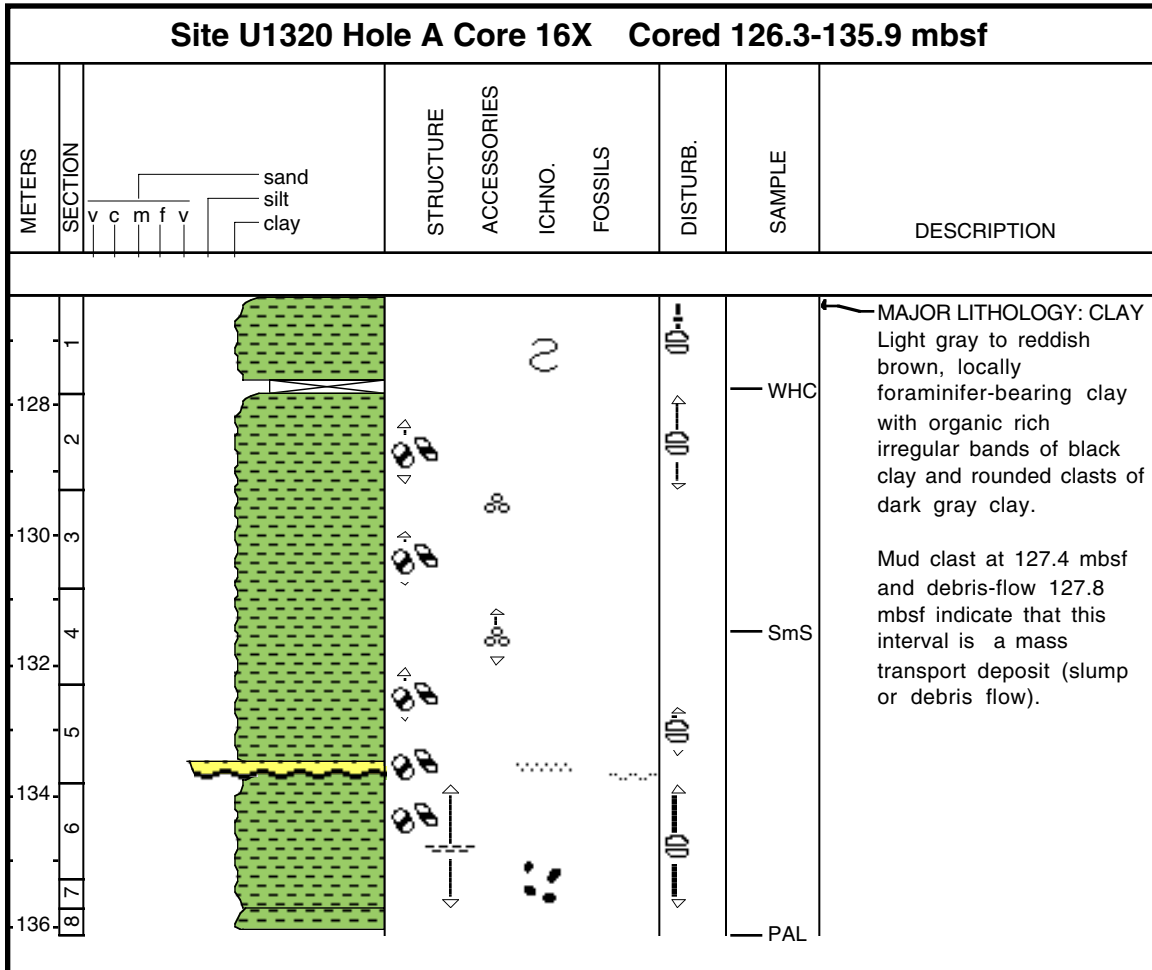 Site U1320 Hole A Core 16X Cored 126.3-135.9 mbsf
METERS
SECTION
v c m f v
sand
silt
clay
STRUCTURE
ACCESSORIES
ICHNO.
FOSSILS
DISTURB.
SAMPLE
DESCRIPTION
128
130
132
134
136
1
2
3
4
5
6
7
8
WHC
SmS
PAL
MAJOR LITHOLOGY: CLAY
Light gray to reddish
brown, locally
foraminifer-bearing clay
with organic rich
irregular bands of black
clay and rounded clasts of
dark gray clay.
Mud clast at 127.4 mbsf
and debris-flow 127.8
mbsf indicate that this
interval is a mass
transport deposit (slump
or debris flow).